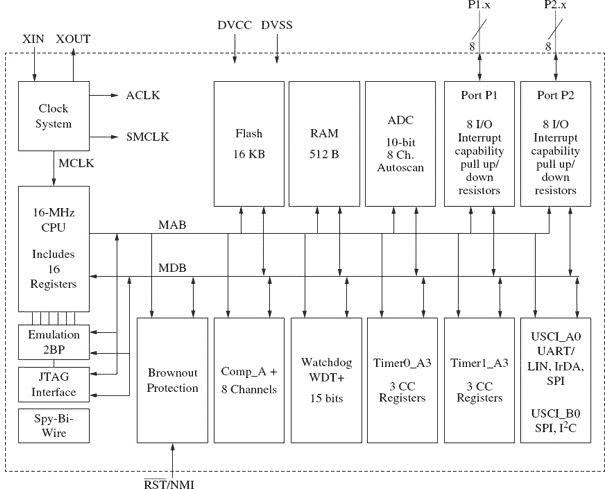 P1.x
P2.x
XIN
XOUT
DVCC
DVSS
8
8
Clock
System
ACLK
SMCLK
MCLK
Flash
16 KB
RAM
512 B
ADC
10-bit
8 Ch.
Autoscan
Port P1
8 I/O
Interrupt
capability
pull up/
down
resistors
Port P2
8 I/O
Interrupt
capability
pull up/
down
resistors
16-MHz
CPU
Includes
16
Registers
MAB
MDB
Emulation
2BP
JTAG
Interface
Spy-Bi-
Wire
Brownout
Protection
Comp_A +
8 Channels
Watchdog
WDT+
15 bits
Timer0_A3
3 CC
Registers
Timer1_A3
3 CC
Registers
USCI_A0
UART/
LIN, IrDA,
SPI
USCI_B0
SPI, I²C
RST/NMI